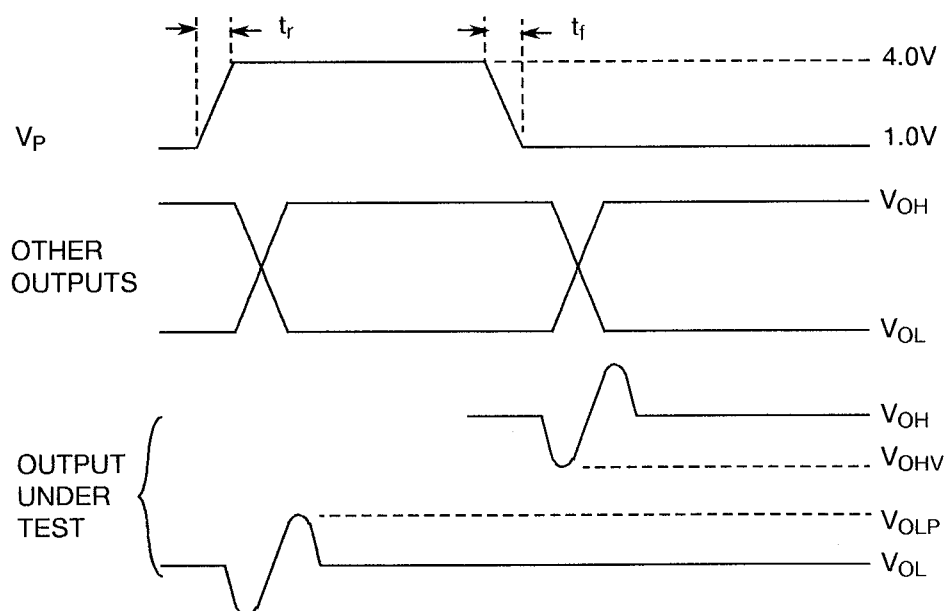 t_r
t_f
4.0V
V_P
1.0V
V_OH
OTHER
OUTPUTS
V_OL
V_OH
V_OHV
OUTPUT
UNDER
TEST
V_OLP
V_OL